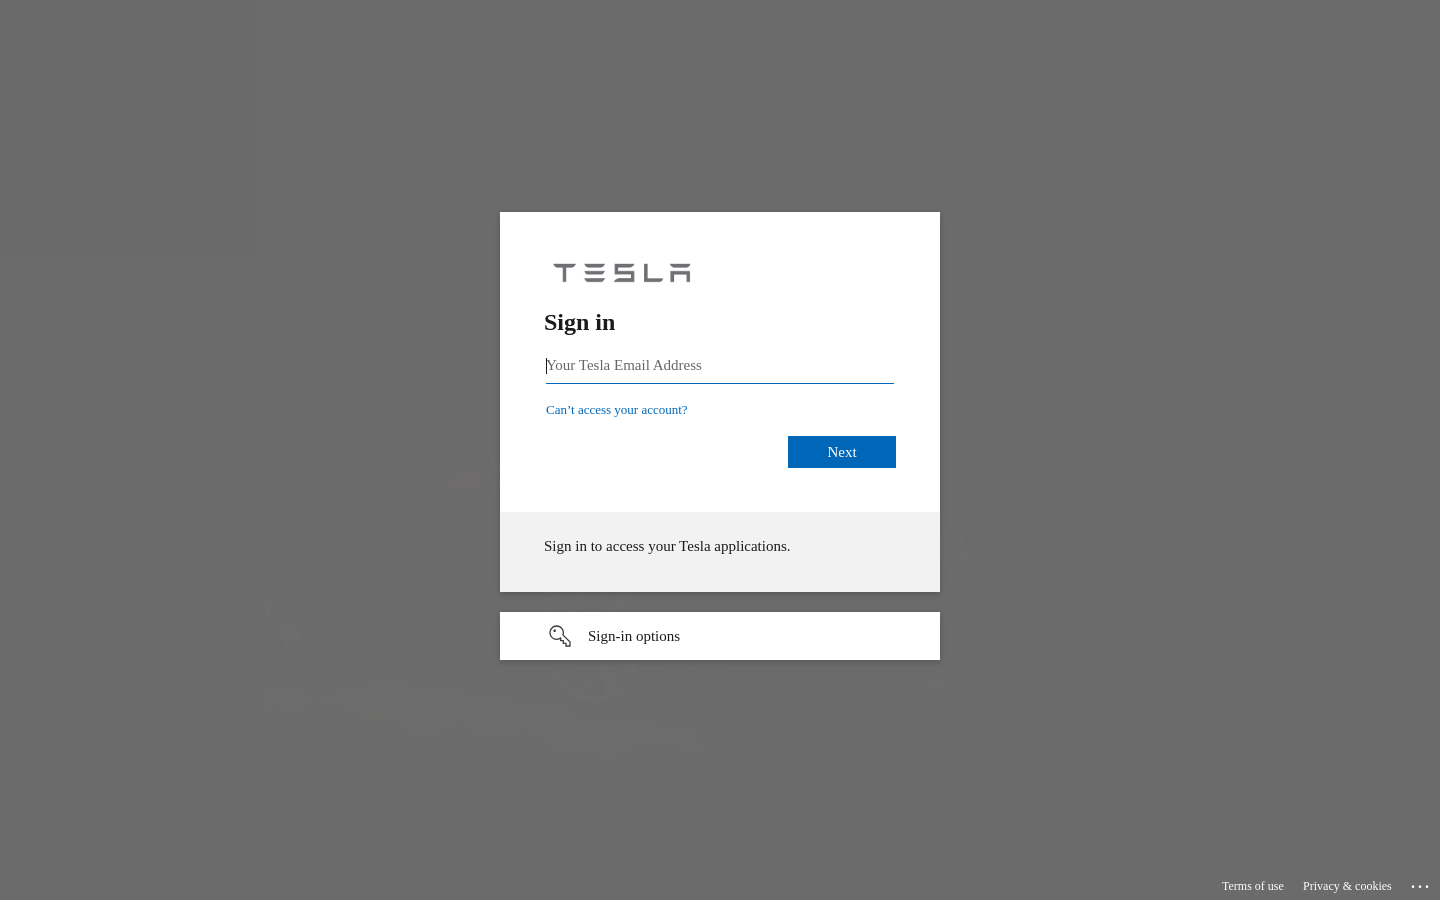 TESLA
Sign in
Your Tesla Email Address
Can’t access your account?
Next
Sign in to access your Tesla applications.
Sign-in options
Terms of use Privacy & cookies ...